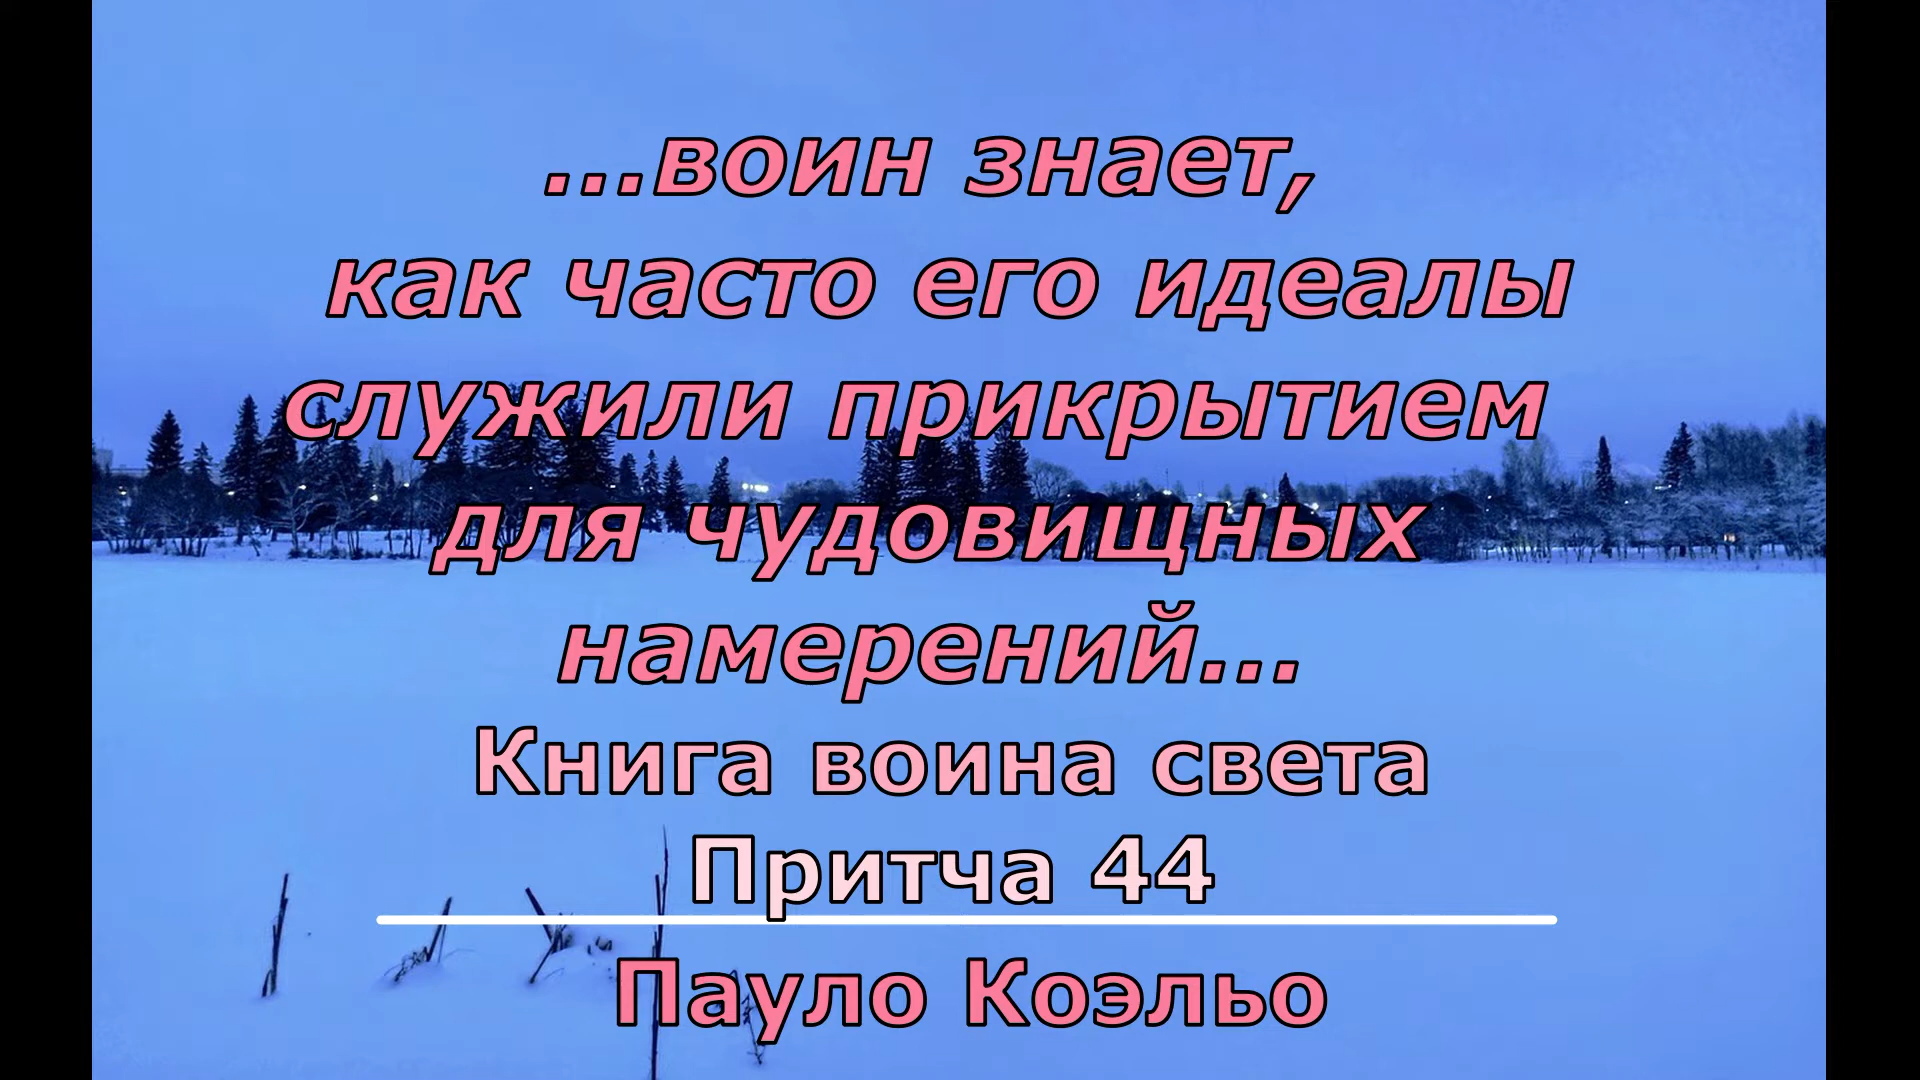 ...воин знает,
как часто его идеалы
служили прикрытием
для чудовищных
намерений...
Книга воина света
Притча 44
Пауло Коэльо